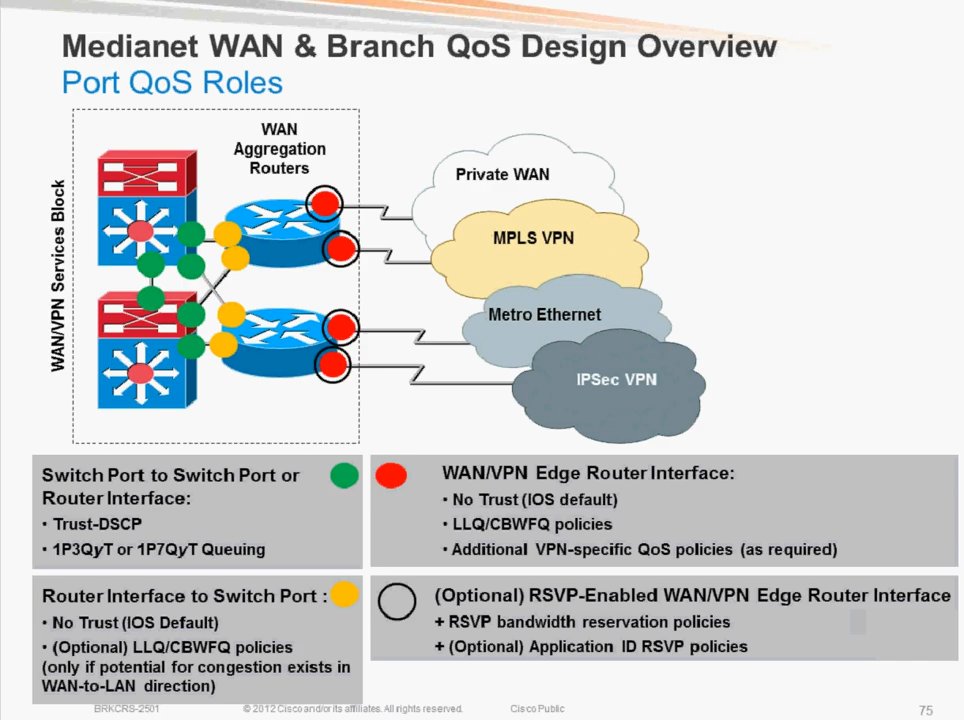 Medianet WAN & Branch QoS Design Overview
Port QoS Roles
WAN/VPN Services Block
WAN
Aggregation
Routers
Private WAN
MPLS VPN
Metro Ethernet
IPSec VPN
Switch Port to Switch Port or
Router Interface:
• Trust-DSCP
• 1P3QyT or 1P7QyT Queuing
WAN/VPN Edge Router Interface:
• No Trust (IOS default)
• LLQ/CBWFQ policies
• Additional VPN-specific QoS policies (as required)
Router Interface to Switch Port :
• No Trust (IOS Default)
• (Optional) LLQ/CBWFQ policies
(only if potential for congestion exists in
WAN-to-LAN direction)
(Optional) RSVP-Enabled WAN/VPN Edge Router Interface
+ RSVP bandwidth reservation policies
+ (Optional) Application ID RSVP policies
BRKCRS-2501 © 2012 Cisco and/or its affiliates. All rights reserved. Cisco Public 75